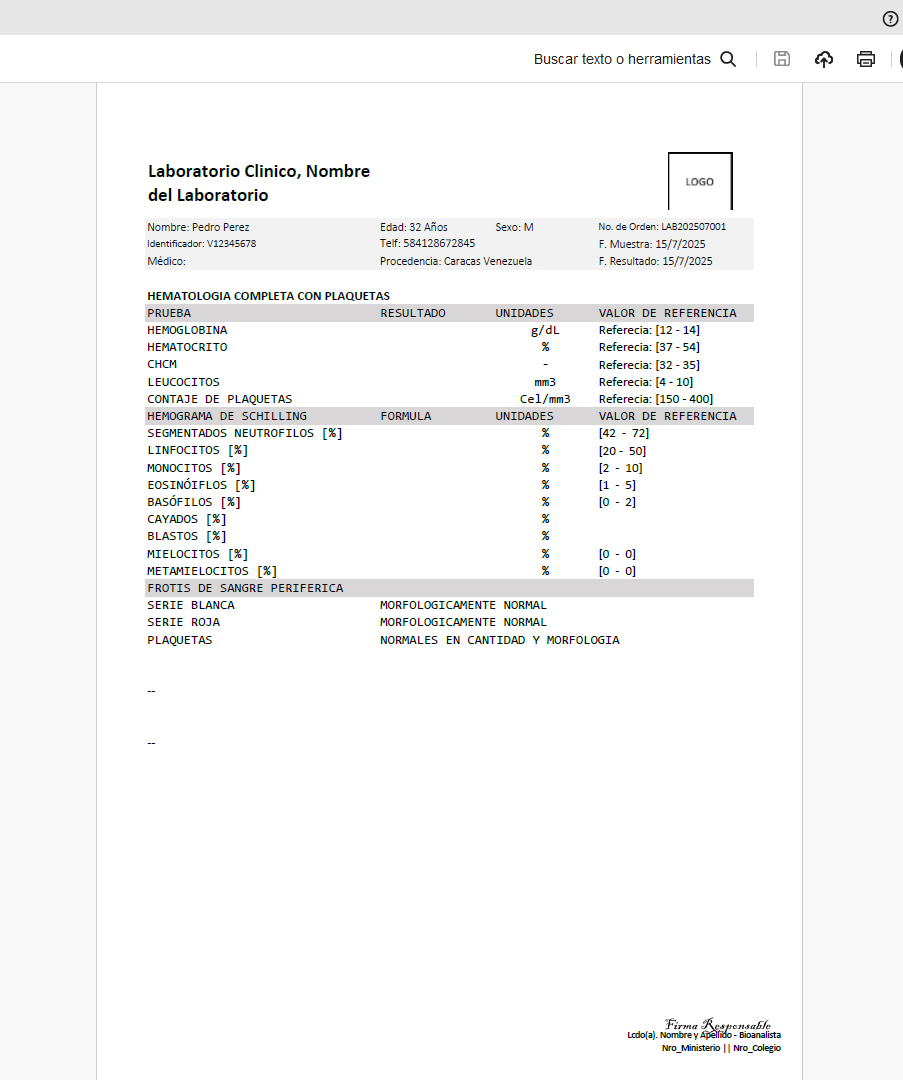 Buscar texto o herramientas
Laboratorio Clinico, Nombre
del Laboratorio
LOGO
Nombre: Pedro Perez Edad: 32 Años Sexo: M No. de Orden: LAB202507001
Identificador: V12345678 Telf: 584128672845 F. Muestra: 15/7/2025
Médico: Procedencia: Caracas Venezuela F. Resultado: 15/7/2025
HEMATOLOGIA COMPLETA CON PLAQUETAS
PRUEBA RESULTADO UNIDADES VALOR DE REFERENCIA
HEMOGLOBINA g/dL Referecia: [12 - 14]
HEMATOCRITO % Referecia: [37 - 54]
CHCM - Referecia: [32 - 35]
LEUCOCITOS mm3 Referecia: [4 - 10]
CONTAJE DE PLAQUETAS Cel/mm3 Referecia: [150 - 400]
HEMOGRAMA DE SCHILLING FORMULA UNIDADES VALOR DE REFERENCIA
SEGMENTADOS NEUTROFILOS [%] % [42 - 72]
LINFOCITOS [%] % [20 - 50]
MONOCITOS [%] % [2 - 10]
EOSINÓIFLOS [%] % [1 - 5]
BASÓFILOS [%] % [0 - 2]
CAYADOS [%] %
BLASTOS [%] %
MIELOCITOS [%] % [0 - 0]
METAMIELOCITOS [%] % [0 - 0]
FROTIS DE SANGRE PERIFERICA
SERIE BLANCA MORFOLOGICAMENTE NORMAL
SERIE ROJA MORFOLOGICAMENTE NORMAL
PLAQUETAS NORMALES EN CANTIDAD Y MORFOLOGIA
--
--
Firma Responsable
Lcdo(a). Nombre y Apellido - Bioanalista
Nro_Ministerio || Nro_Colegio